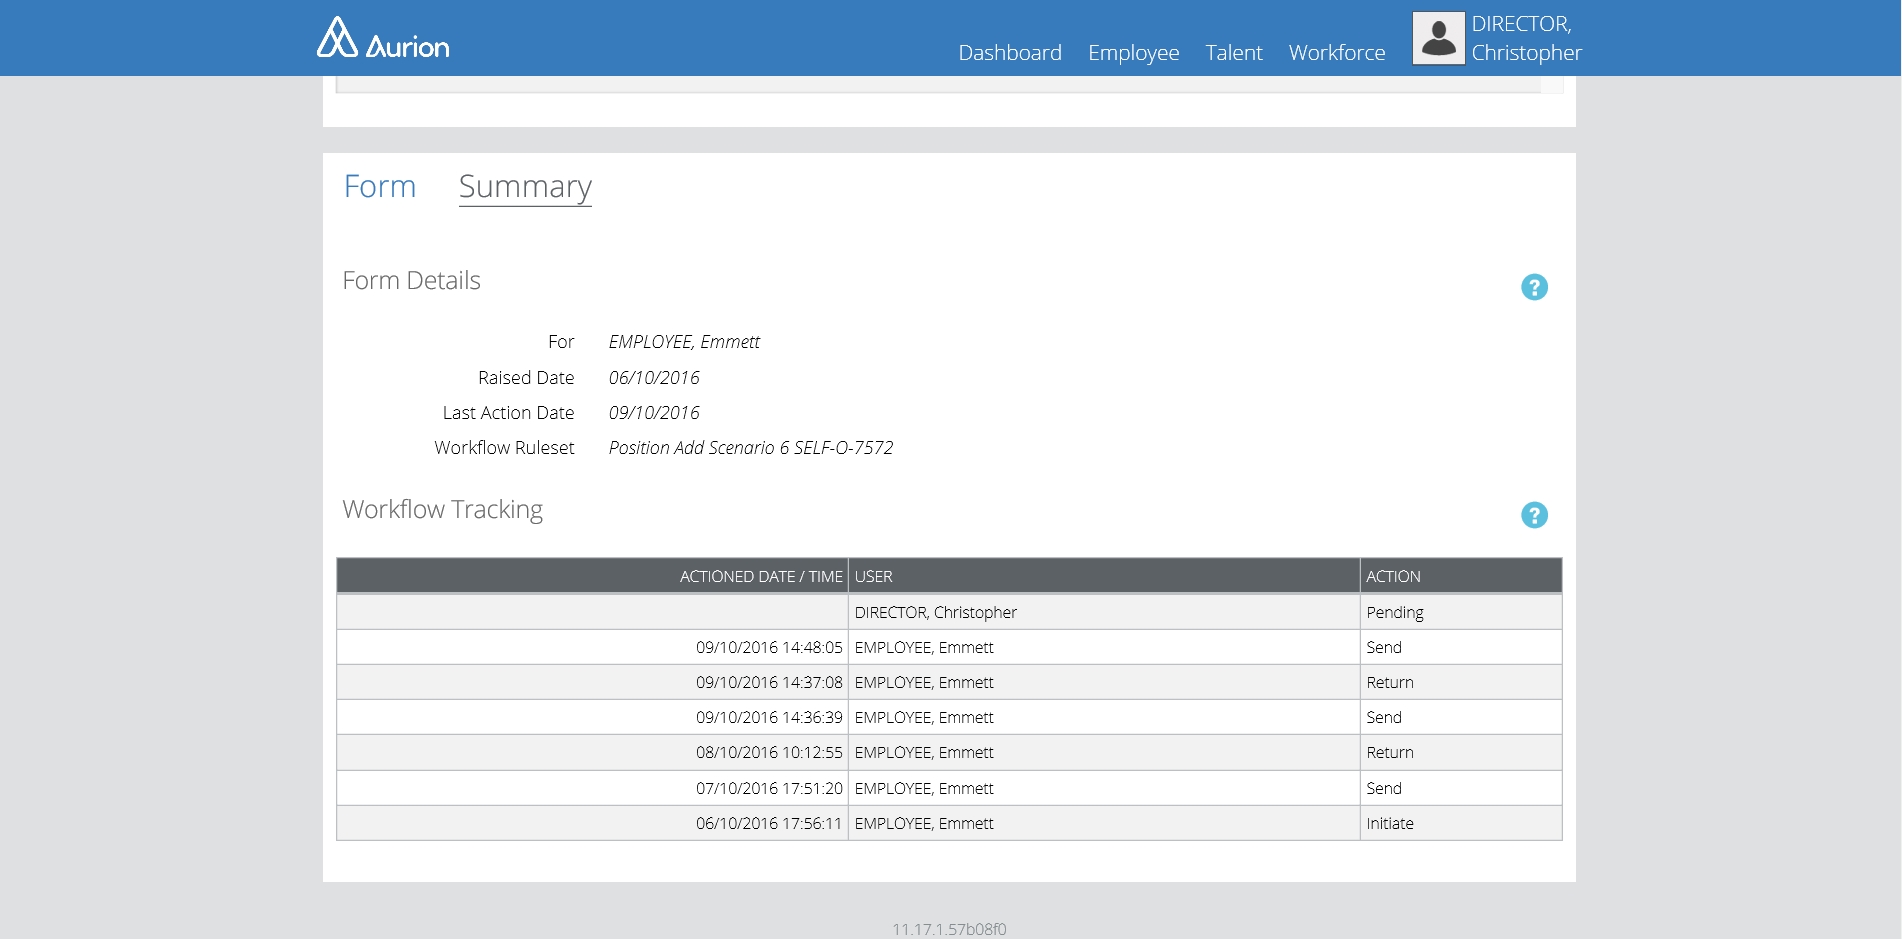 Aurion
Dashboard Employee Talent Workforce DIRECTOR,
Christopher
Form Summary
Form Details
?
For EMPLOYEE, Emmett
Raised Date 06/10/2016
Last Action Date 09/10/2016
Workflow Ruleset Position Add Scenario 6 SELF-O-7572
Workflow Tracking
?
ACTIONED DATE / TIME USER ACTION
DIRECTOR, Christopher Pending
09/10/2016 14:48:05 EMPLOYEE, Emmett Send
09/10/2016 14:37:08 EMPLOYEE, Emmett Return
09/10/2016 14:36:39 EMPLOYEE, Emmett Send
08/10/2016 10:12:55 EMPLOYEE, Emmett Return
07/10/2016 17:51:20 EMPLOYEE, Emmett Send
06/10/2016 17:56:11 EMPLOYEE, Emmett Initiate
11.17.1.57b08f0